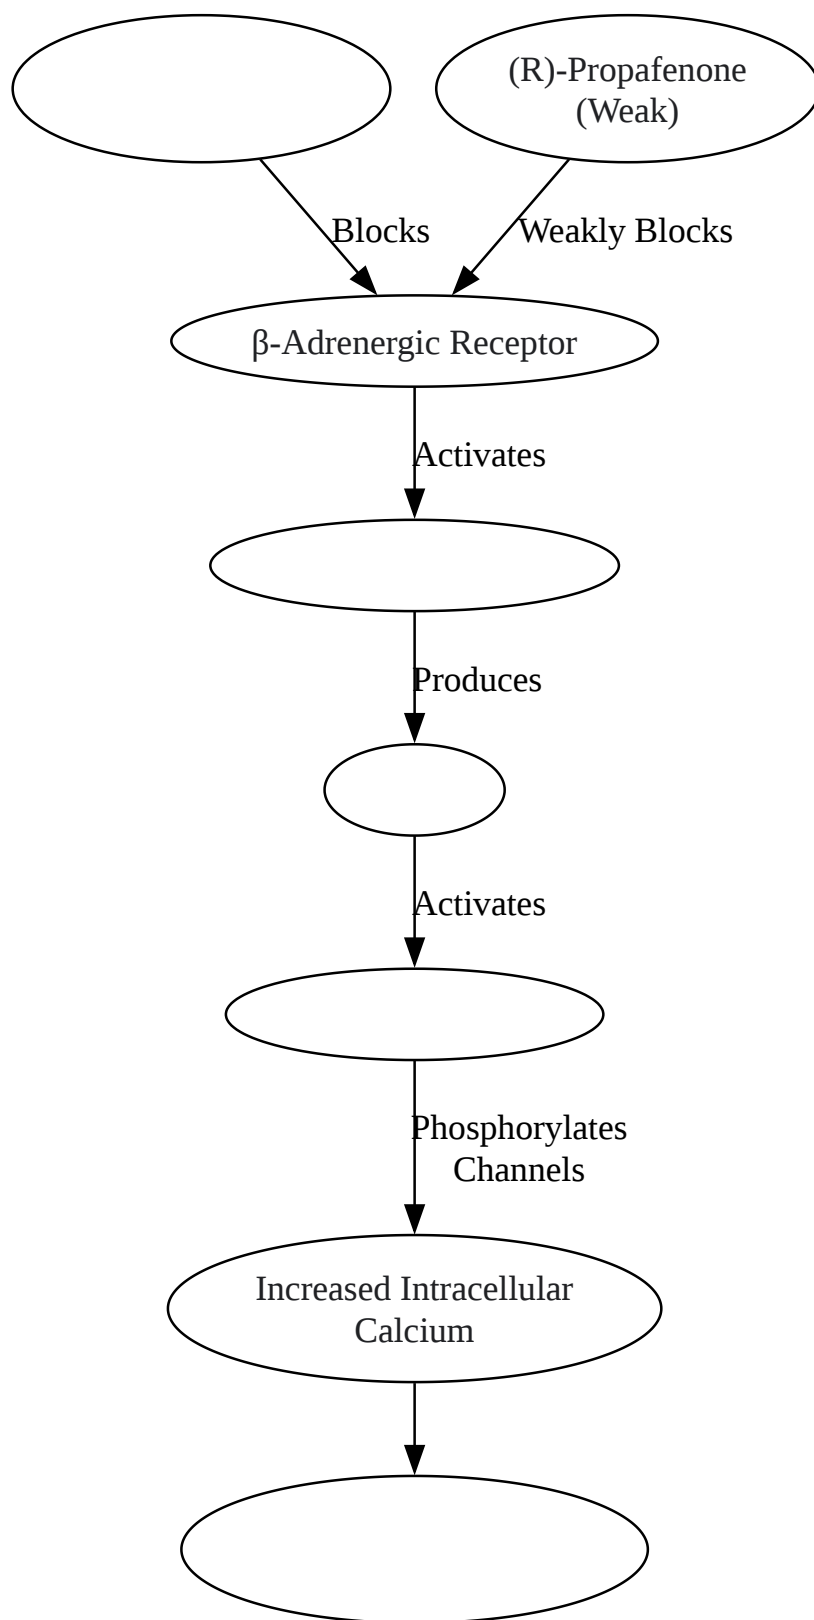 (R)-Propafenone
(Weak)
Blocks
Weakly Blocks
β-Adrenergic Receptor
Activates
Produces
Activates
Phosphorylates
Channels
Increased Intracellular
Calcium